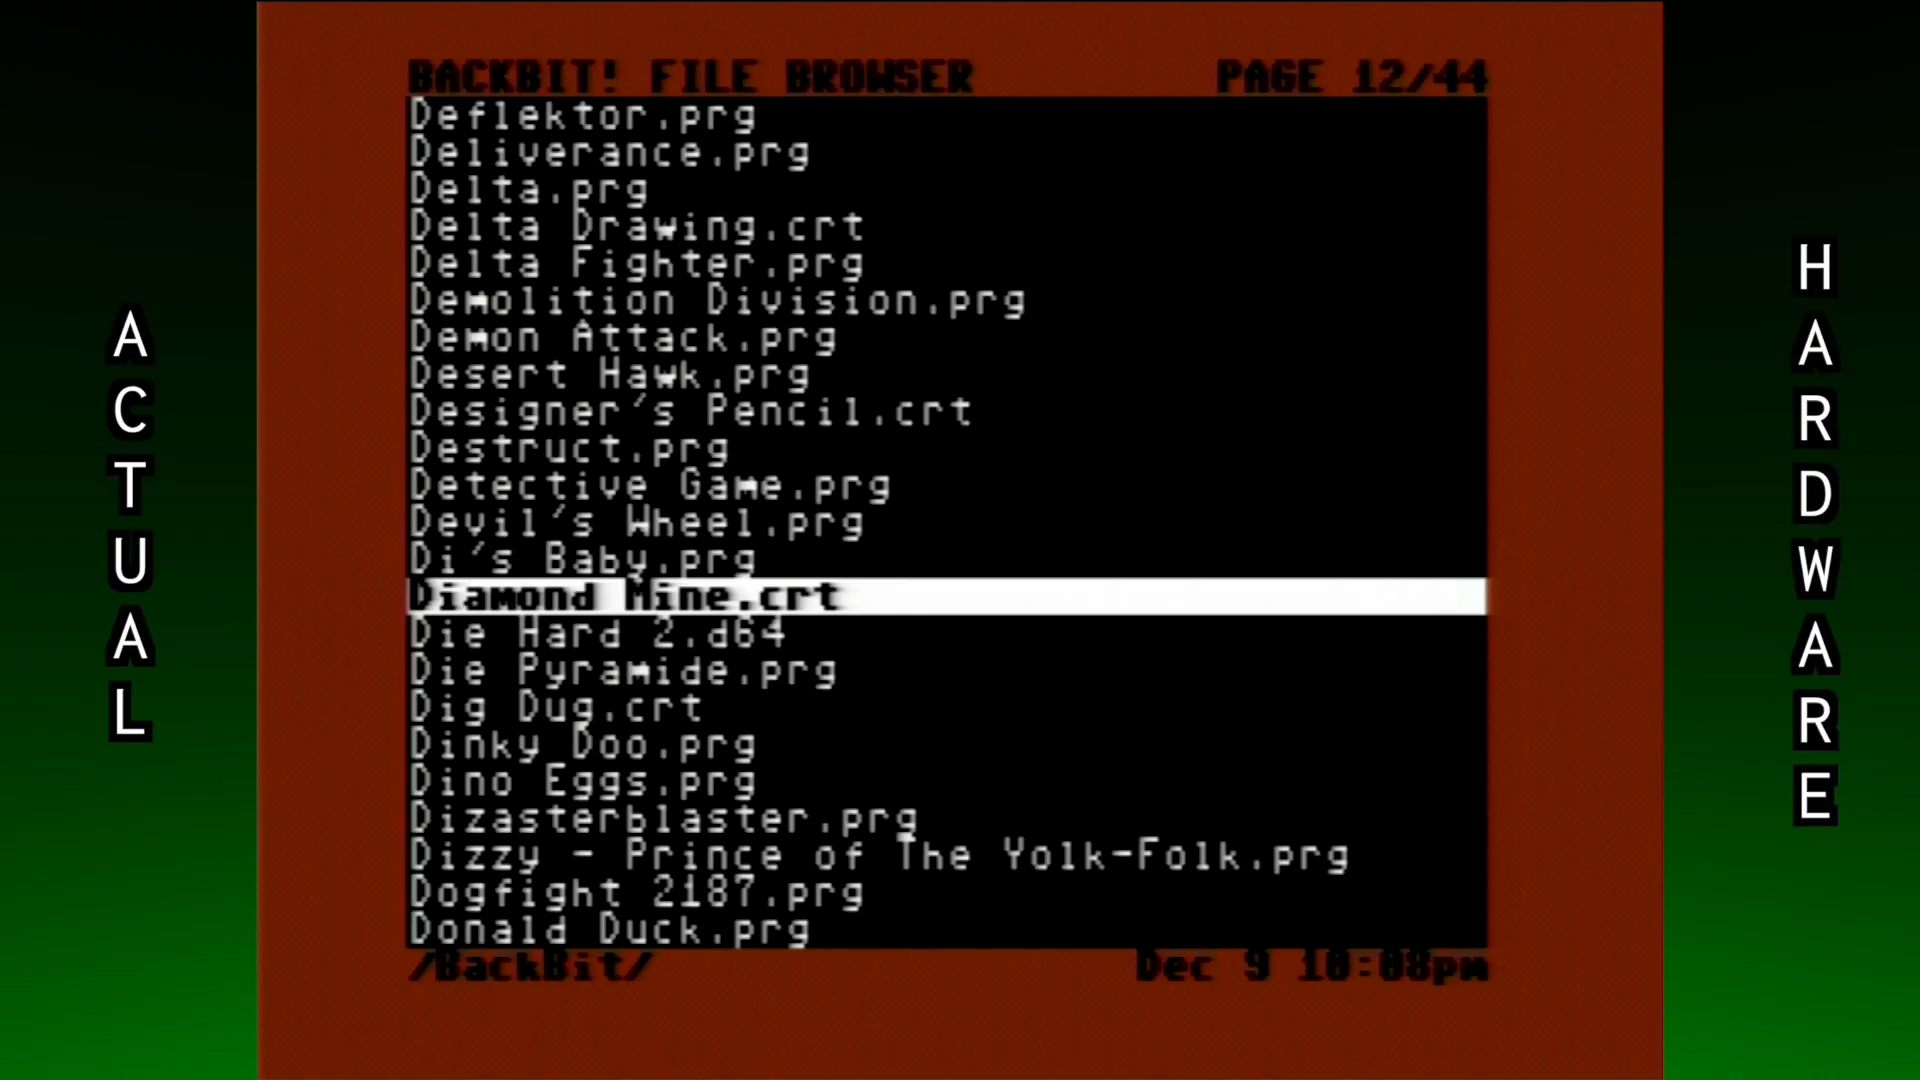 BACKBIT! FILE BROWSER PAGE 12/44
Deflektor.prg
Deliverance.prg
Delta.prg
Delta Drawing.crt
Delta Fighter.prg
Demolition Division.prg
Demon Attack.prg
Desert Hawk.prg
Designer's Pencil.crt
Destruct.prg
Detective Game.prg
Devil's Wheel.prg
Di's Baby.prg
Diamond Mine.crt
Die Hard 2.d64
Die Pyramide.prg
Dig Dug.crt
Dinky Doo.prg
Dino Eggs.prg
Dizasterblaster.prg
Dizzy - Prince of The Yolk-Folk.prg
Dogfight 2187.prg
Donald Duck.prg
/BackBit/ Dec 9 10:08pm
ACTUAL
HARDWARE